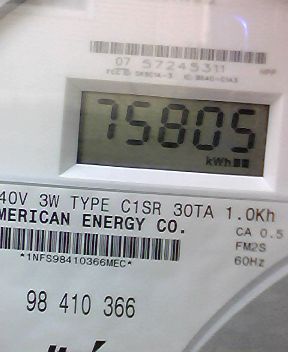 07 57245311
75805
kWh
40V 3W TYPE C1SR 30TA 1.0Kh
MERICAN ENERGY CO.
CA 0.5
FM2S
*1NFS98410366MEC*
60Hz
98 410 366